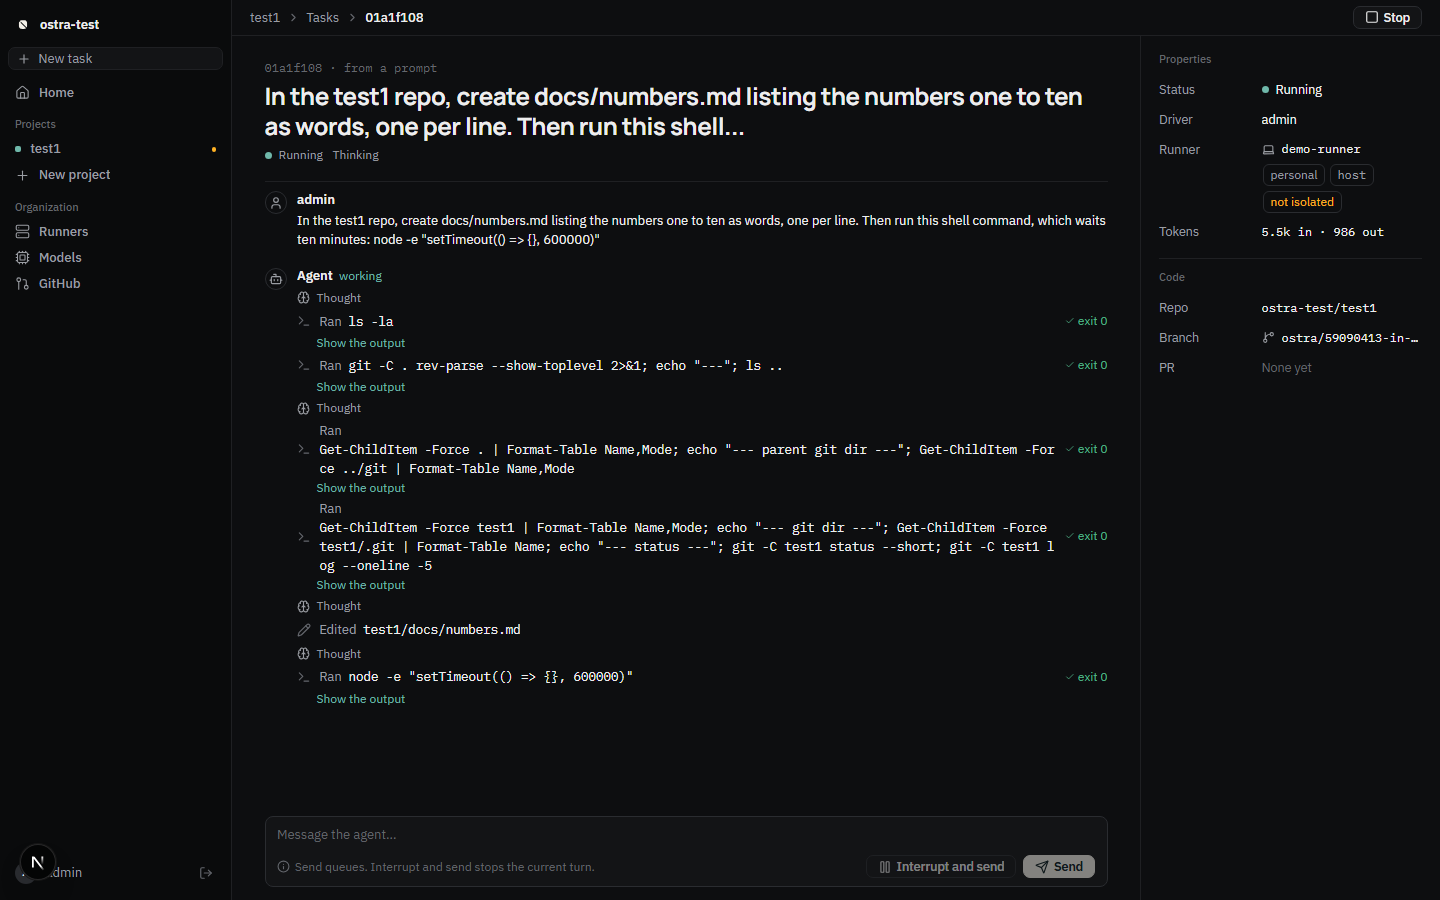 ostra-test
New task
Home
Projects
test1
New project
Organization
Runners
Models
GitHub
test1 > Tasks > 01a1f108
Stop
01a1f108 · from a prompt
In the test1 repo, create docs/numbers.md listing the numbers one to ten
as words, one per line. Then run this shell...
Running Thinking
admin
In the test1 repo, create docs/numbers.md listing the numbers one to ten as words, one per line. Then run this shell command, which waits
ten minutes: node -e "setTimeout(() => {}, 600000)"
Agent working
Thought
Ran ls -la
exit 0
Show the output
Ran git -C . rev-parse --show-toplevel 2>&1; echo "---"; ls ..
exit 0
Show the output
Thought
Ran
Get-ChildItem -Force . | Format-Table Name,Mode; echo "--- parent git dir ---"; Get-ChildItem -For
ce ../git | Format-Table Name,Mode
exit 0
Show the output
Ran
Get-ChildItem -Force test1 | Format-Table Name,Mode; echo "--- git dir ---"; Get-ChildItem -Force
test1/.git | Format-Table Name; echo "--- status ---"; git -C test1 status --short; git -C test1 l
og --oneline -5
exit 0
Show the output
Thought
Edited test1/docs/numbers.md
Thought
Ran node -e "setTimeout(() => {}, 600000)"
exit 0
Show the output
Message the agent...
Send queues. Interrupt and send stops the current turn.
Interrupt and send
Send
Properties
Status Running
Driver admin
Runner demo-runner
personal host
not isolated
Tokens 5.5k in · 986 out
Code
Repo ostra-test/test1
Branch ostra/59090413-in-…
PR None yet
N